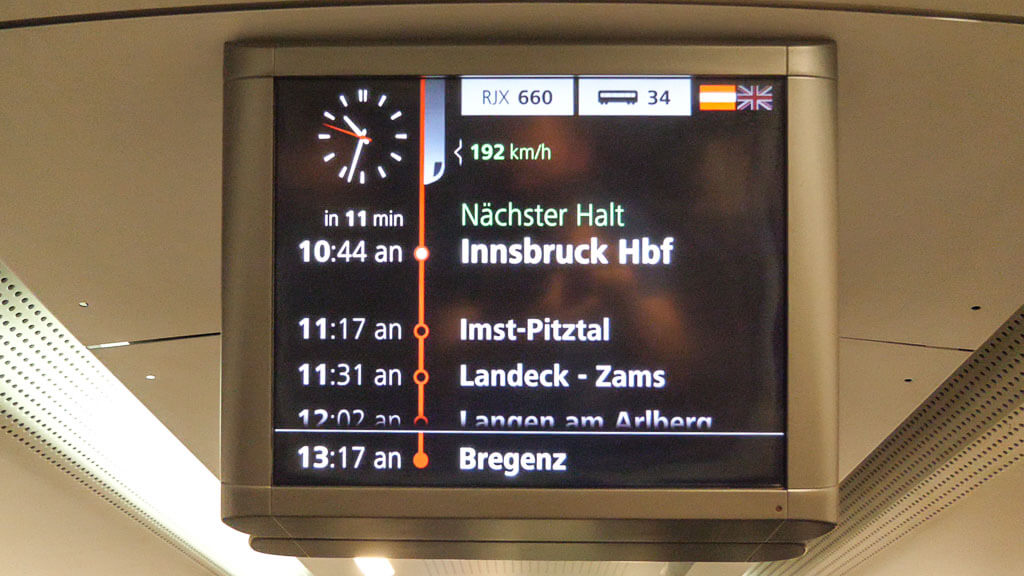 RJX 660 34
192 km/h
in 11 min Nächster Halt
10:44 an Innsbruck Hbf
11:17 an Imst-Pitztal
11:31 an Landeck - Zams
12:02 an Langen am Arlberg
13:17 an Bregenz